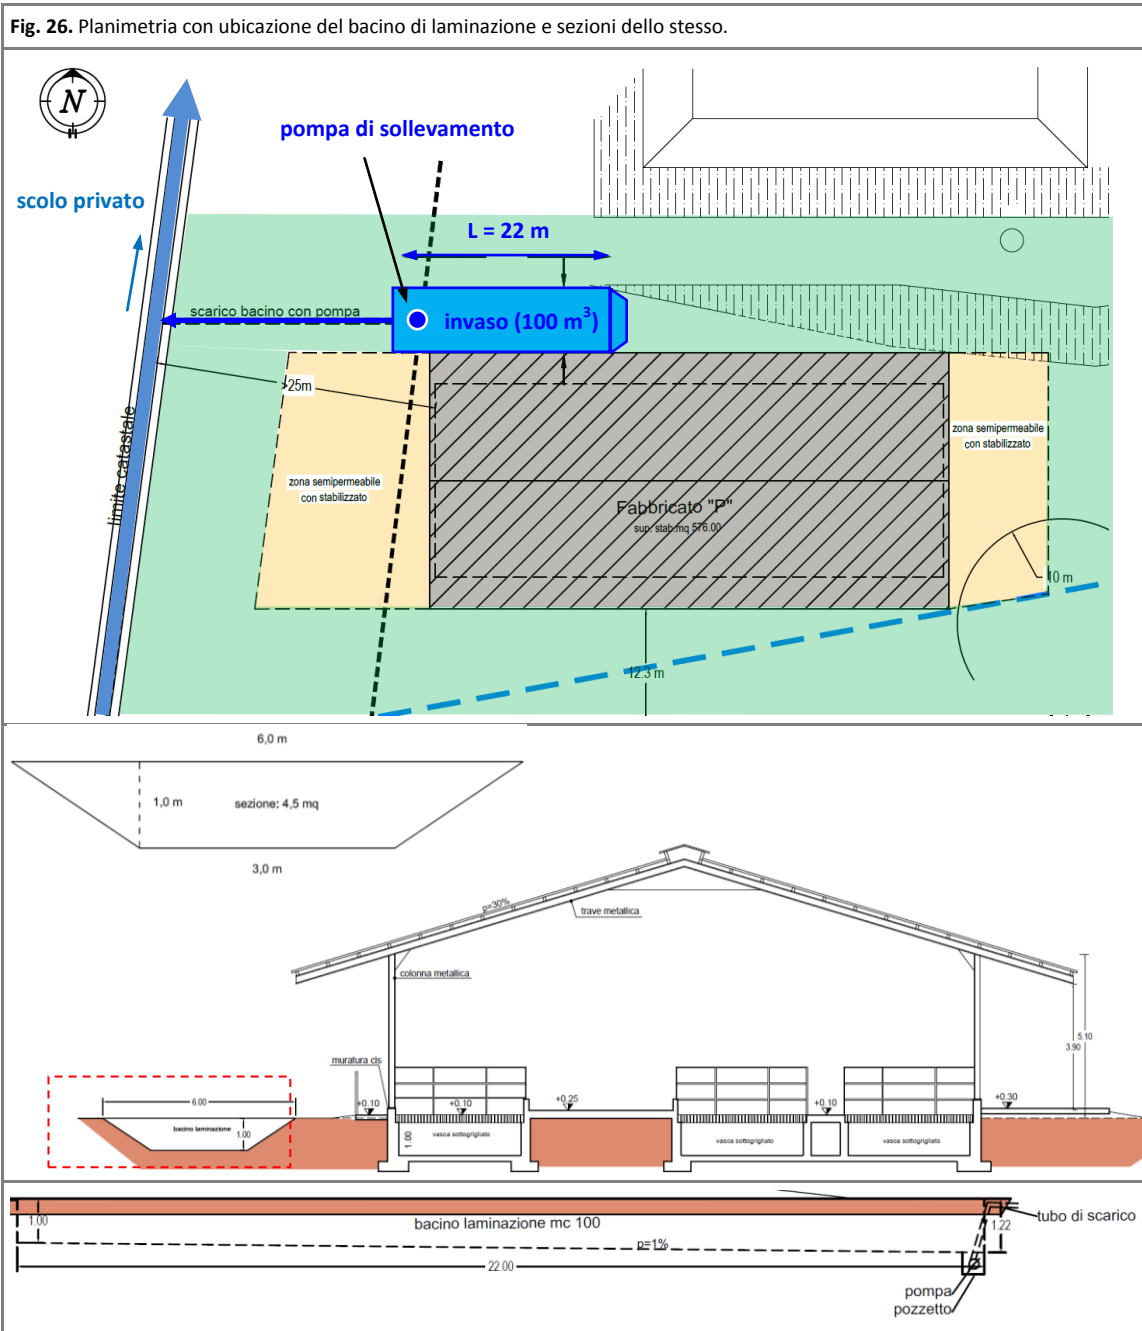 Fig. 26. Planimetria con ubicazione del bacino di laminazione e sezioni dello stesso.
N
pompa di sollevamento
scolo privato
L = 22 m
scarico bacino con pompa
invaso (100 m³)
>25m
limite catastale
zona semipermeabile
con stabilizzato
zona semipermeabile
con stabilizzato
Fabbricato "P"
sup. stab.mq 576.00
10 m
12.3 m
6,0 m
1,0 m
sezione: 4,5 mq
3,0 m
p=30%
trave metallica
colonna metallica
5.10
3.90
muratura cls
6.00
+0.10
+0.10
+0.25
+0.10
+0.30
bacino laminazione
1.00
1.00
vasca sottogrigliato
vasca sottogrigliato
vasca sottogrigliato
1.00
bacino laminazione mc 100
1.22
tubo di scarico
p=1%
22.00
pompa
pozzetto